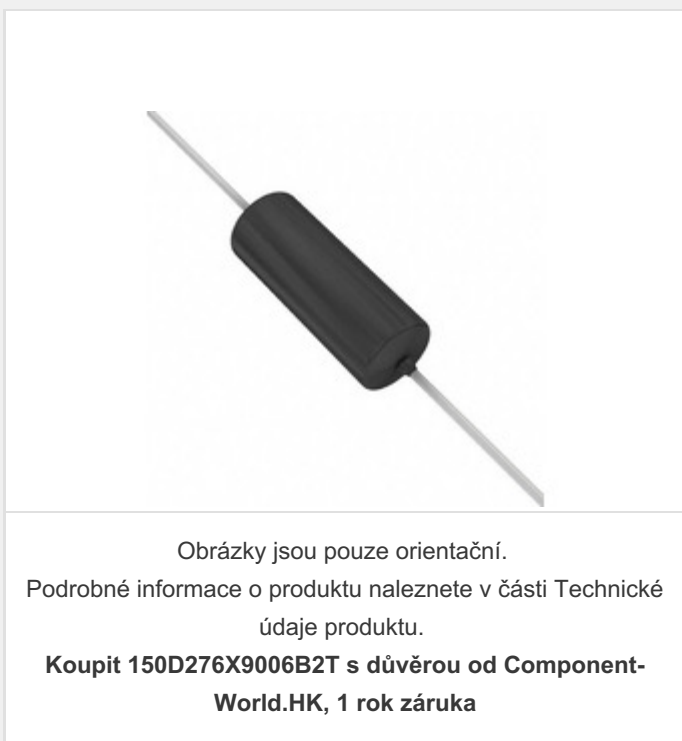 Obrázky jsou pouze orientační.
Podrobné informace o produktu naleznete v části Technické
údaje produktu.
Koupit 150D276X9006B2T s důvěrou od Component-
World.HK, 1 rok záruka